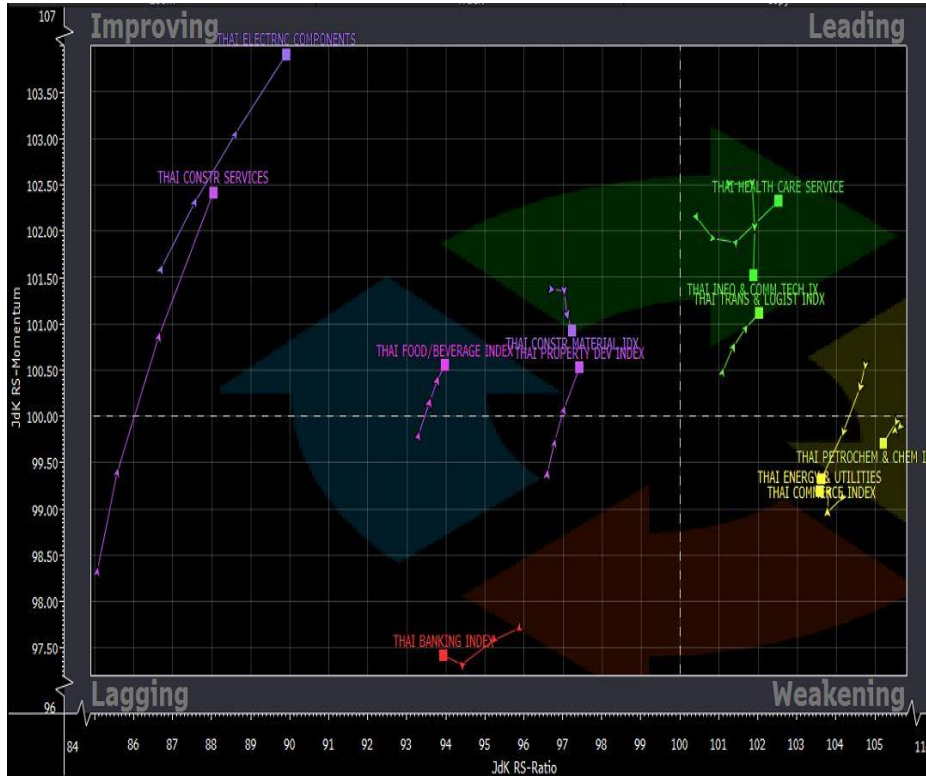 107
Improving
Leading
THAI ELECTRNC COMPONENTS
103.50
103.00
THAI CONSTR SERVICES
THAI HEALTH CARE SERVICE
102.50
102.00
101.50
THAI INFO & COMM TECH IX
THAI TRANS & LOGIST INDX
101.00
THAI CONSTR MATERIAL IDX
THAI FOOD/BEVERAGE INDEX
THAI PROPERTY DEV INDEX
100.50
JdK RS-Momentum
100.00
THAI PETROCHEM & CHEM I
99.50
THAI ENERGY & UTILITIES
THAI COMMERCE INDEX
99.00
98.50
98.00
THAI BANKING INDEX
97.50
96
Lagging
Weakening
84 86 87 88 89 90 91 92 93 94 95 96 97 98 99 100 101 102 103 104 105 11
JdK RS-Ratio